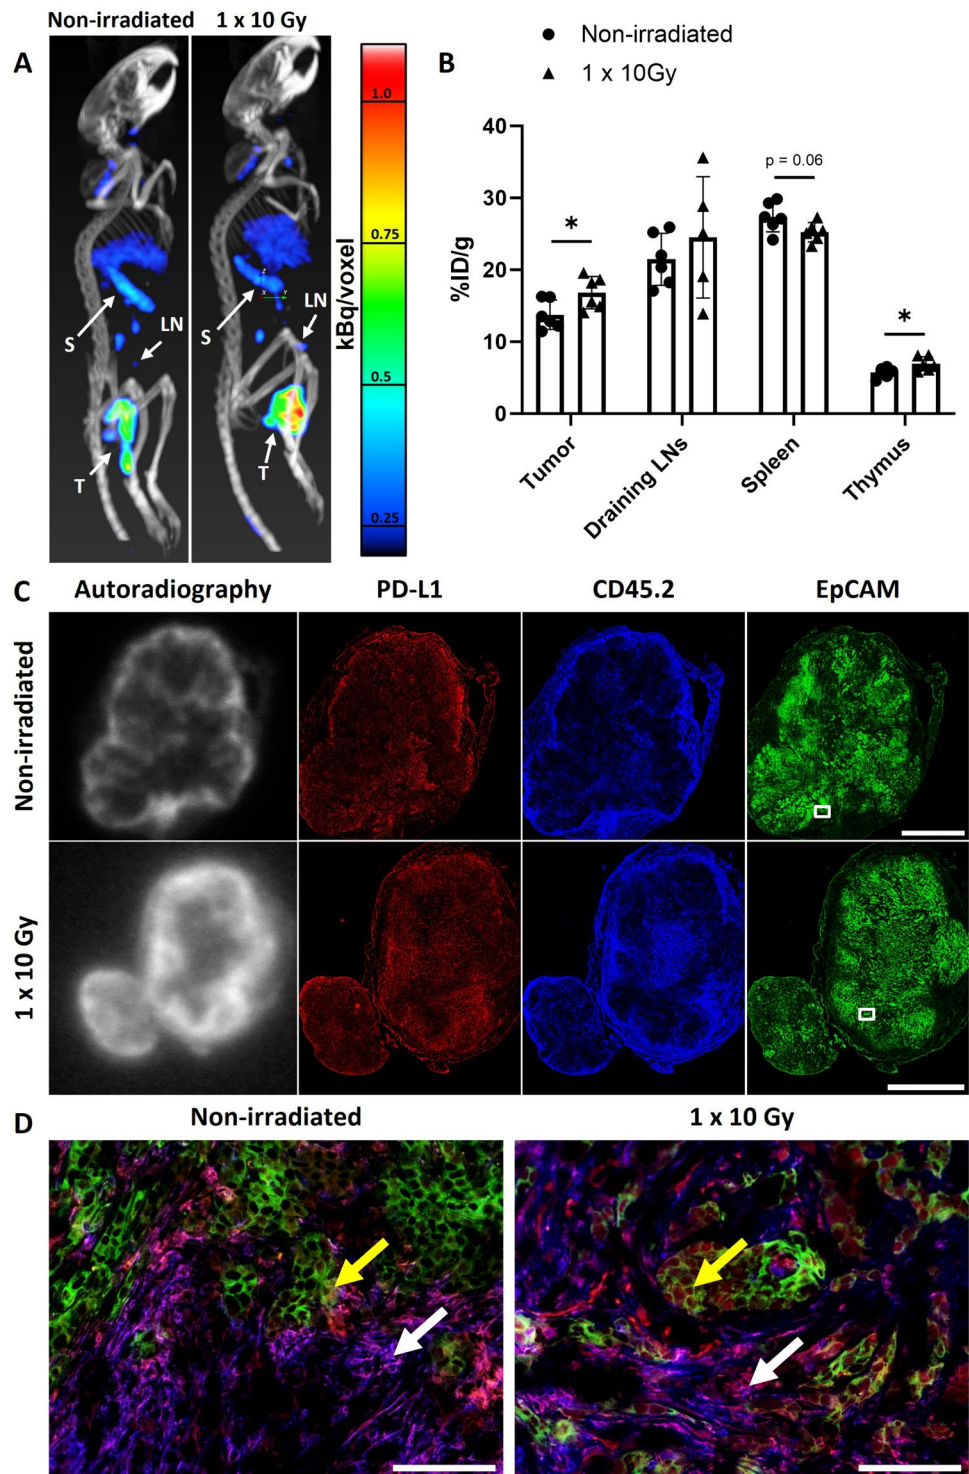 Non-irradiated 1 x 10 Gy
A
S
LN
T
S
LN
T
1.0
0.75
0.5
0.25
kBq/voxel
B
Non-irradiated
1 x 10Gy
%ID/g
40
30
20
10
0
*
p = 0.06
*
Tumor
Draining LNs
Spleen
Thymus
C
Autoradiography PD-L1 CD45.2 EpCAM
Non-irradiated
1 x 10 Gy
D
Non-irradiated 1 x 10 Gy